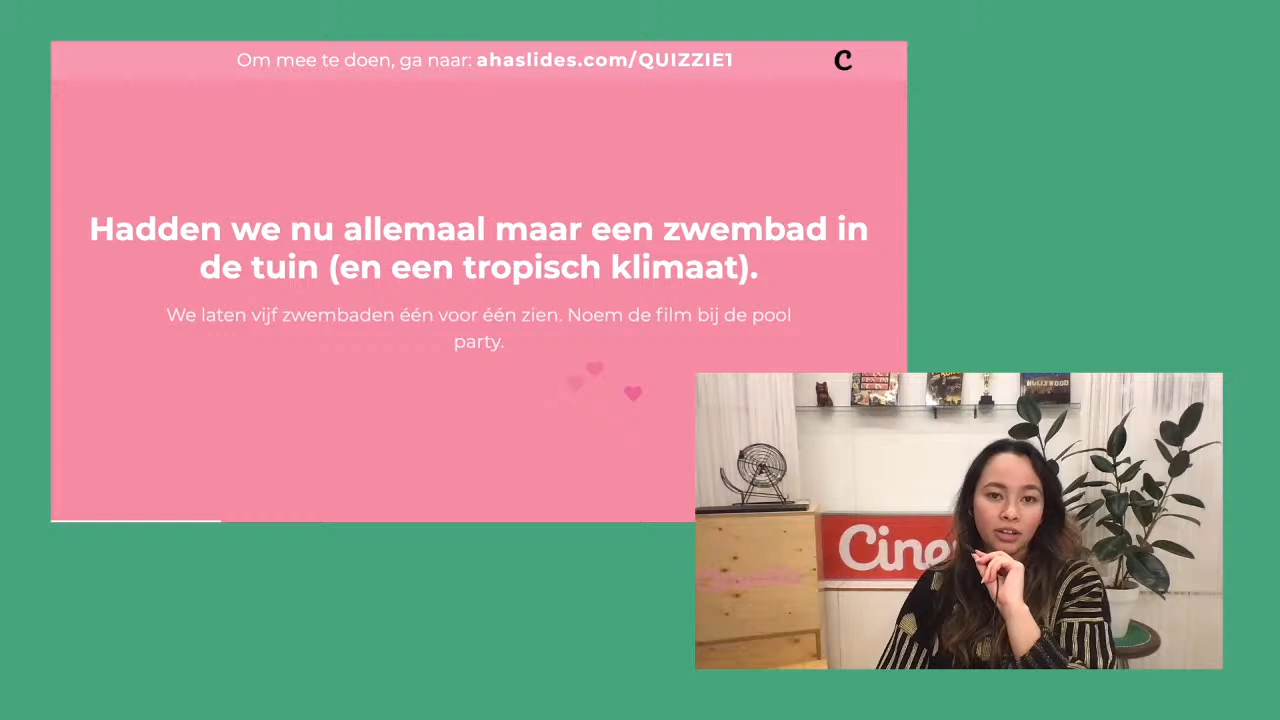 Om mee te doen, ga naar: ahaslides.com/QUIZZIE1
C
Hadden we nu allemaal maar een zwembad in
de tuin (en een tropisch klimaat).
We laten vijf zwembaden één voor één zien. Noem de film bij de pool
party.
Cine